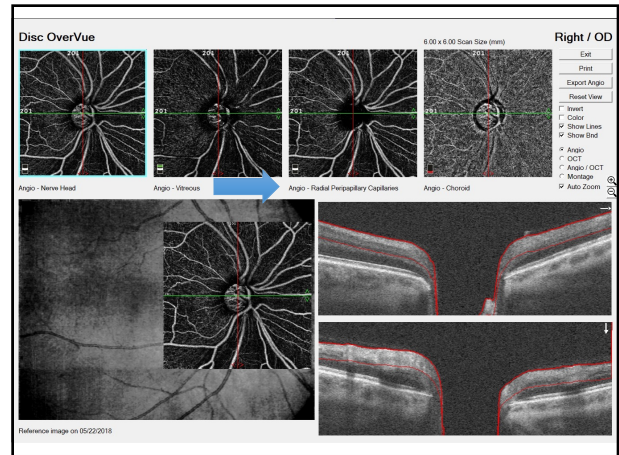 Disc OverVue
6.00 x 6.00 Scan Size (mm)
Right / OD
201
201
201
201
201
201
201
201
Exit
Print
Export Angio
Reset View
Invert
Color
Show Lines
Show Bnd
Angio
OCT
Angio / OCT
Montage
Auto Zoom
Angio - Nerve Head
Angio - Vitreous
Angio - Radial Peripapillary Capillaries
Angio - Choroid
Reference image on 05/22/2018